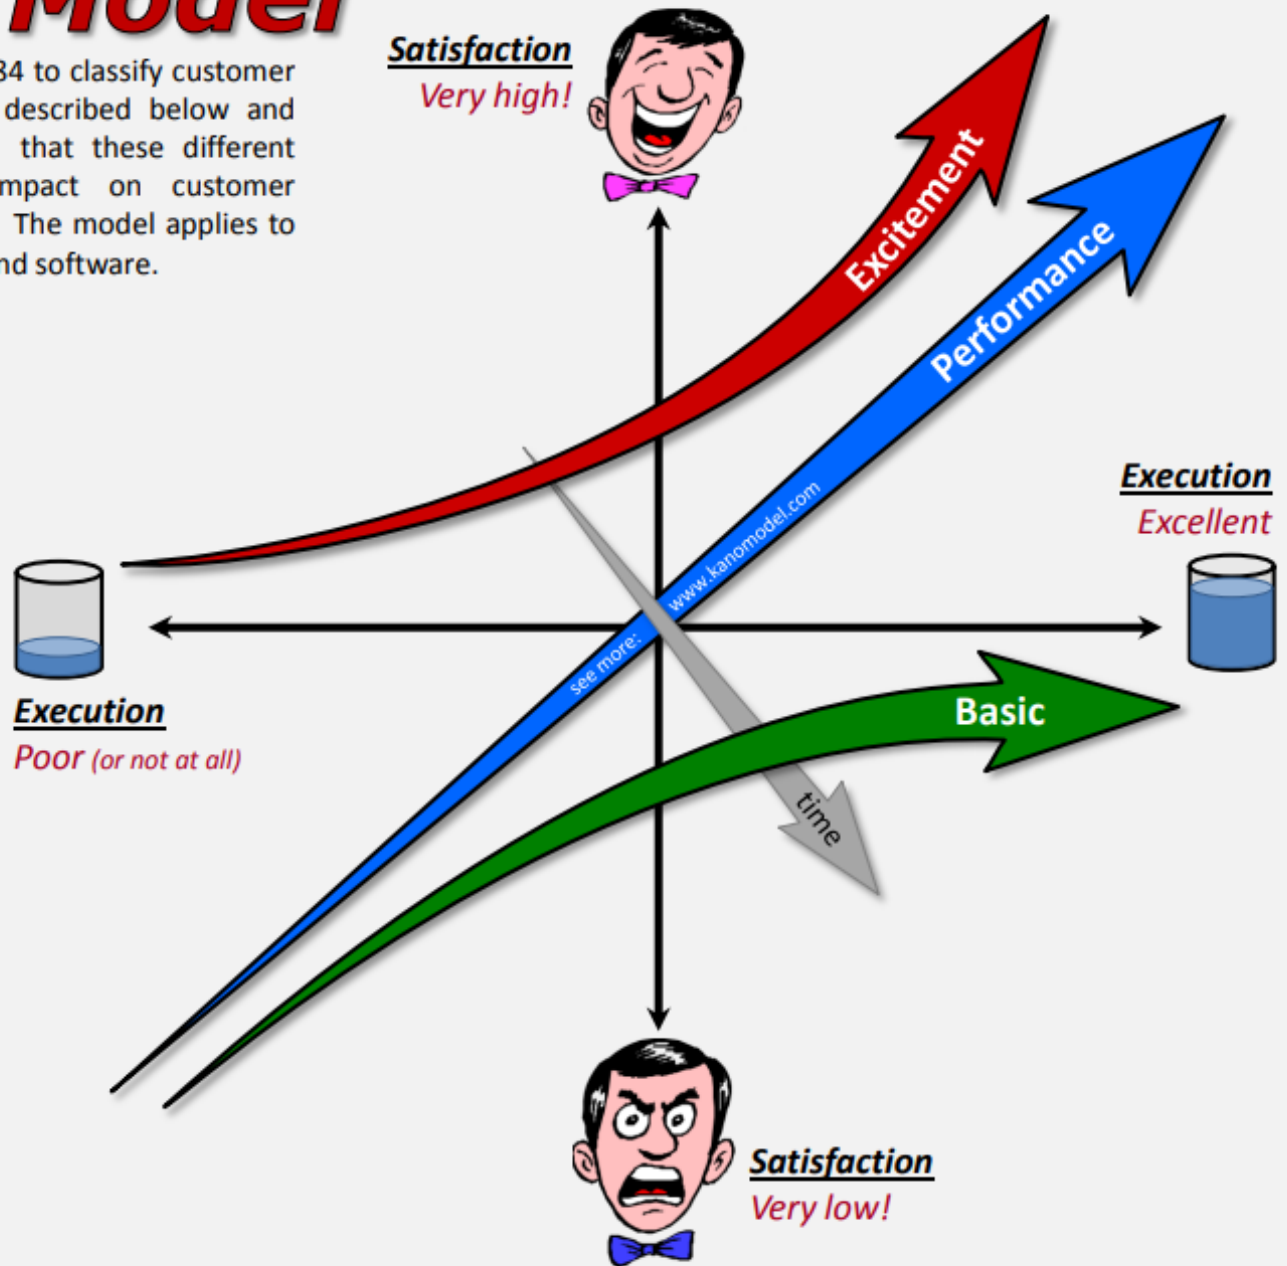 Model
84 to classify customer
described below and
that these different
mpact on customer
The model applies to
nd software.
Satisfaction
Very high!
Excitement
Performance
www.kanomodel.com
see more:
Execution
Excellent
Execution
Poor (or not at all)
Basic
time
Satisfaction
Very low!